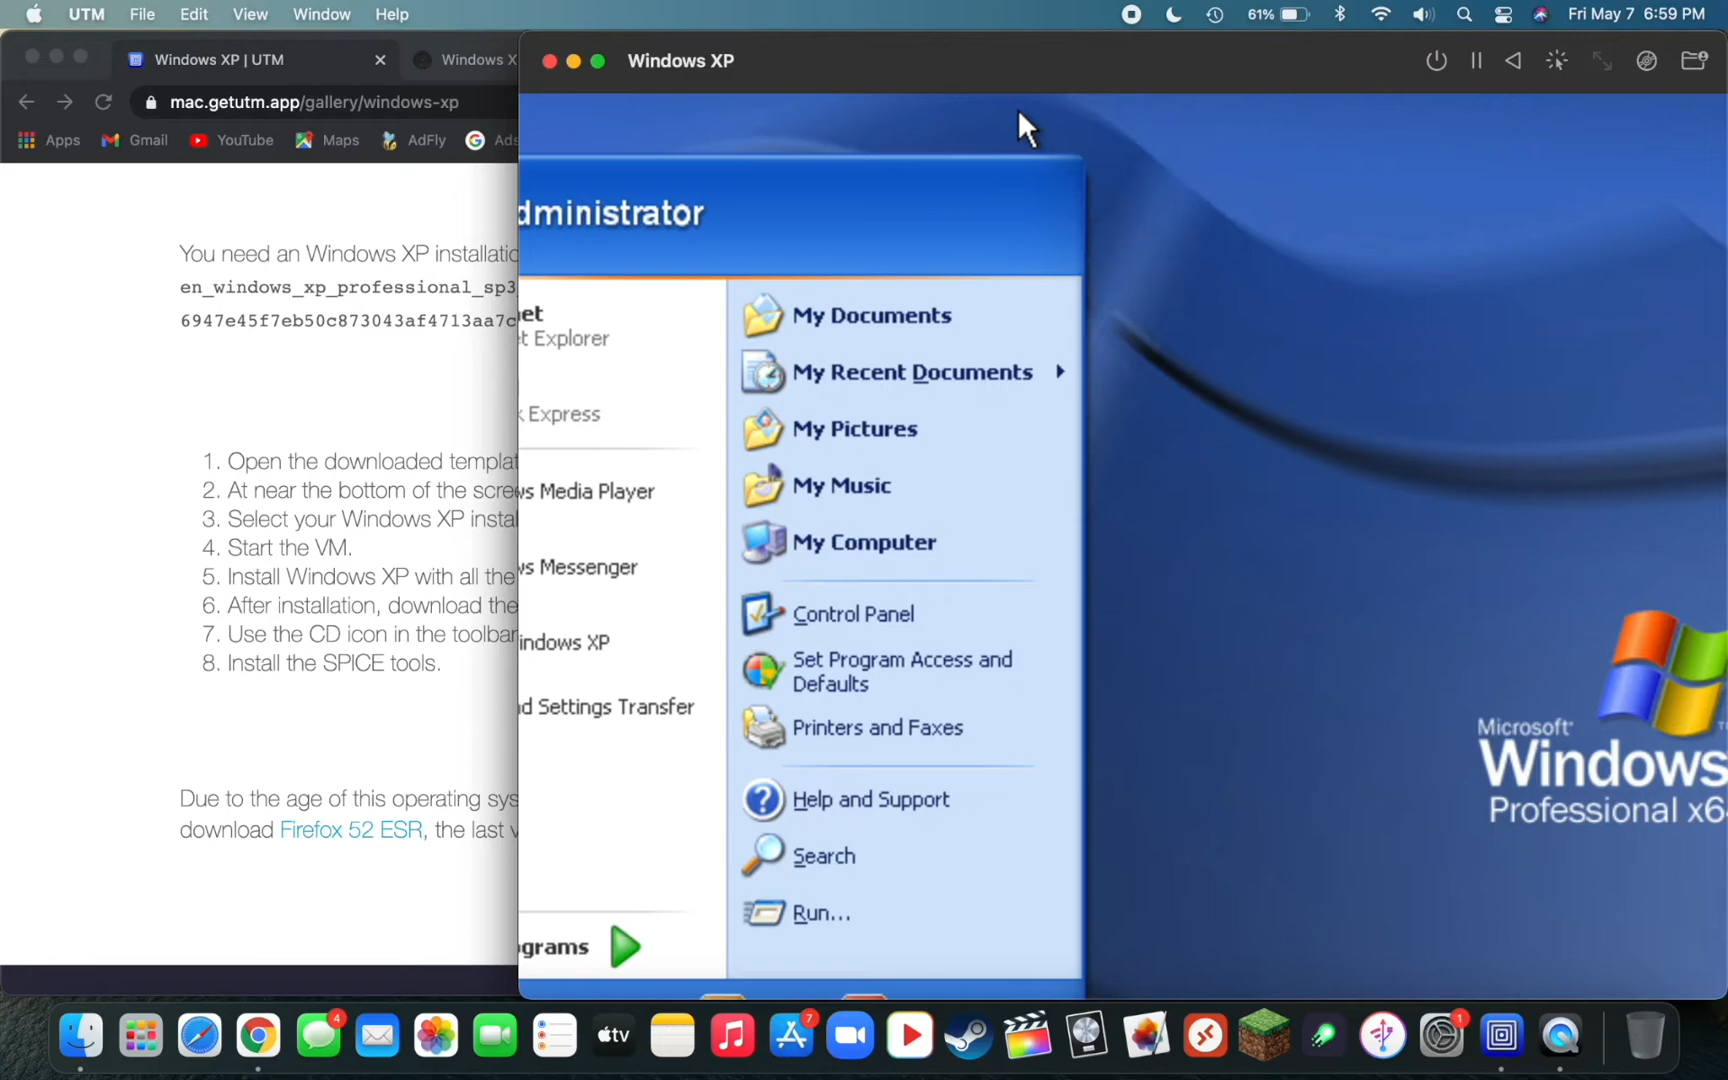 UTM File Edit View Window Help
61% Fri May 7 6:59 PM
Windows XP | UTM
Windows X
mac.getutm.app/gallery/windows-xp
Apps Gmail YouTube Maps AdFly Ads
You need an Windows XP installatio
en_windows_xp_professional_sp3_
6947e45f7eb50c873043af4713aa7c
1. Open the downloaded templat
2. At near the bottom of the scree
3. Select your Windows XP instal
4. Start the VM.
5. Install Windows XP with all the
6. After installation, download the
7. Use the CD icon in the toolbar
8. Install the SPICE tools.
Due to the age of this operating sys
download Firefox 52 ESR, the last v
Windows XP
dministrator
et
t Explorer
k Express
s Media Player
s Messenger
indows XP
d Settings Transfer
ograms
My Documents
My Recent Documents
My Pictures
My Music
My Computer
Control Panel
Set Program Access and
Defaults
Printers and Faxes
Help and Support
Search
Run...
Microsoft
Windows
Professional x6
4
tv
7
1